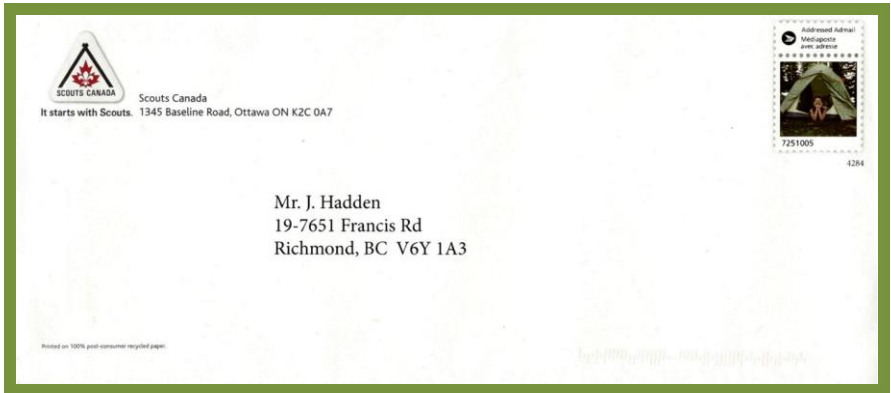 SCOUTS CANADA
It starts with Scouts.
Scouts Canada
1345 Baseline Road, Ottawa ON K2C 0A7
Addressed Admail
Médiaposte
avec adresse
7251005
4284
Mr. J. Hadden
19-7651 Francis Rd
Richmond, BC V6Y 1A3
Printed on 100% post-consumer recycled paper.